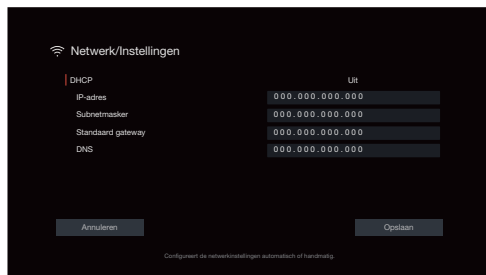 Netwerk/Instellingen
DHCP Uit
IP-adres 000.000.000.000
Subnetmasker 000.000.000.000
Standaard gateway 000.000.000.000
DNS 000.000.000.000
Annuleren Opslaan
Configureert de netwerkinstellingen automatisch of handmatig.